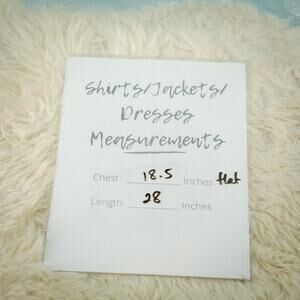 Shirts/Jackets/
Dresses
Measurements
Chest- 18.5 Inches flat
Length- 28 Inches